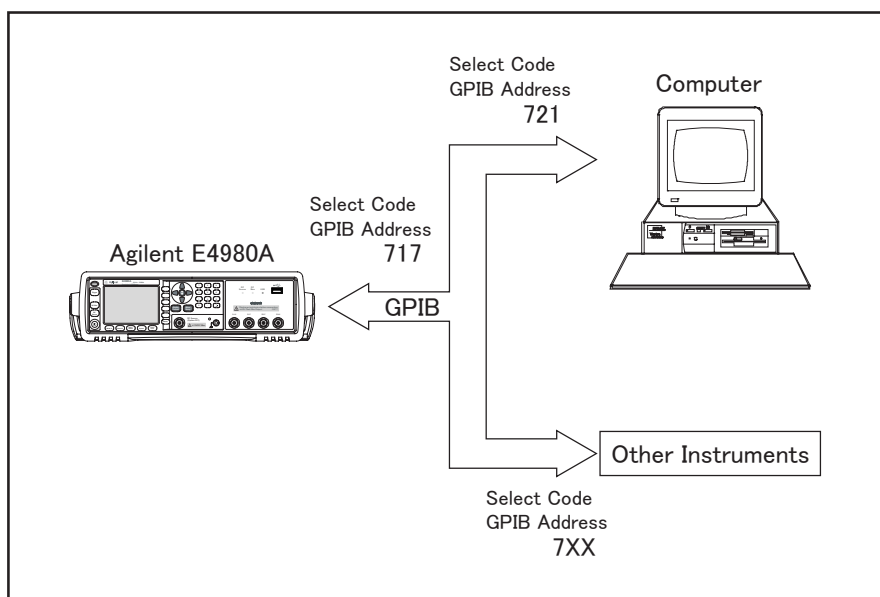 Select Code
GPIB Address
721
Computer
Select Code
GPIB Address
717
Agilent E4980A
GPIB
Other Instruments
Select Code
GPIB Address
7XX